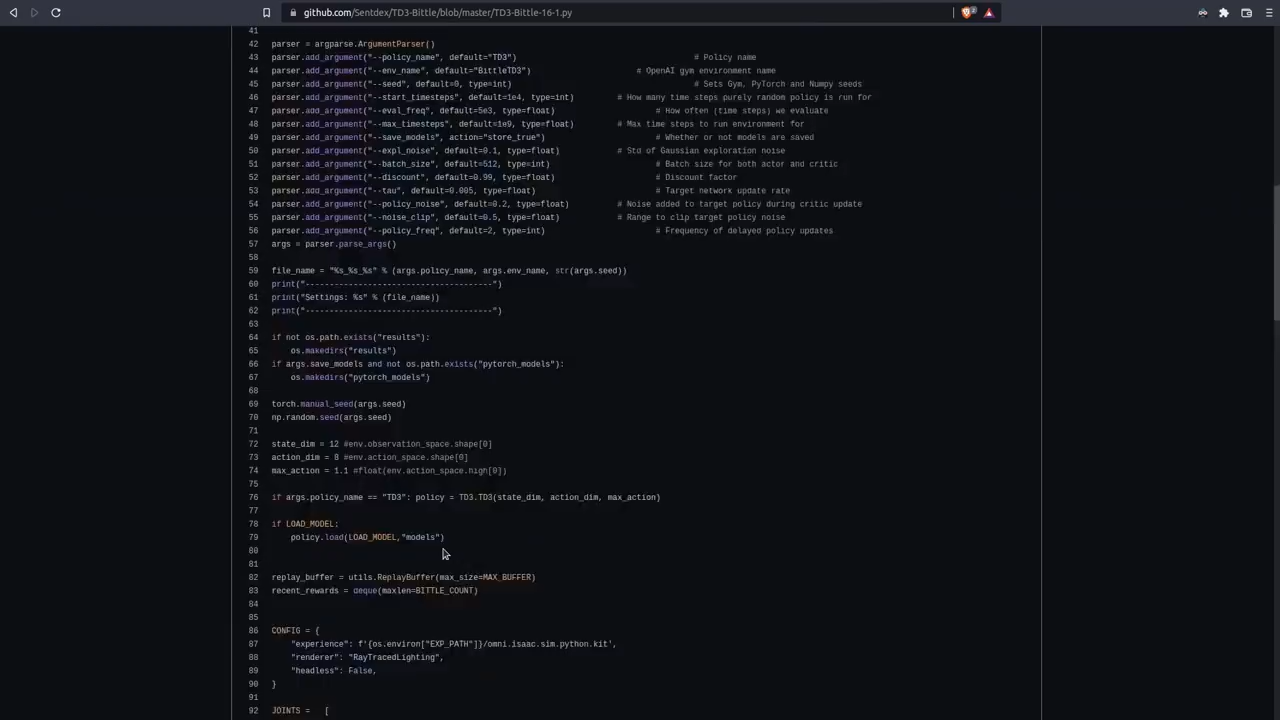 github.com/Sentdex/TD3-Bittle/blob/master/TD3-Bittle-16-1.py
41
42 parser = argparse.ArgumentParser()
43 parser.add_argument("--policy_name", default="TD3") # Policy name
44 parser.add_argument("--env_name", default="BittleTD3") # OpenAI gym environment name
45 parser.add_argument("--seed", default=0, type=int) # Sets Gym, PyTorch and Numpy seeds
46 parser.add_argument("--start_timesteps", default=1e4, type=int) # How many time steps purely random policy is run for
47 parser.add_argument("--eval_freq", default=5e3, type=float) # How often (time steps) we evaluate
48 parser.add_argument("--max_timesteps", default=1e9, type=float) # Max time steps to run environment for
49 parser.add_argument("--save_models", action="store_true") # Whether or not models are saved
50 parser.add_argument("--expl_noise", default=0.1, type=float) # Std of Gaussian exploration noise
51 parser.add_argument("--batch_size", default=512, type=int) # Batch size for both actor and critic
52 parser.add_argument("--discount", default=0.99, type=float) # Discount factor
53 parser.add_argument("--tau", default=0.005, type=float) # Target network update rate
54 parser.add_argument("--policy_noise", default=0.2, type=float) # Noise added to target policy during critic update
55 parser.add_argument("--noise_clip", default=0.5, type=float) # Range to clip target policy noise
56 parser.add_argument("--policy_freq", default=2, type=int) # Frequency of delayed policy updates
57 args = parser.parse_args()
58
59 file_name = "%s_%s_%s" % (args.policy_name, args.env_name, str(args.seed))
60 print("---------------------------------------")
61 print("Settings: %s" % (file_name))
62 print("---------------------------------------")
63
64 if not os.path.exists("results"):
65 os.makedirs("results")
66 if args.save_models and not os.path.exists("pytorch_models"):
67 os.makedirs("pytorch_models")
68
69 torch.manual_seed(args.seed)
70 np.random.seed(args.seed)
71
72 state_dim = 12 #env.observation_space.shape[0]
73 action_dim = 8 #env.action_space.shape[0]
74 max_action = 1.1 #float(env.action_space.high[0])
75
76 if args.policy_name == "TD3": policy = TD3.TD3(state_dim, action_dim, max_action)
77
78 if LOAD_MODEL:
79 policy.load(LOAD_MODEL,"models")
80
81
82 replay_buffer = utils.ReplayBuffer(max_size=MAX_BUFFER)
83 recent_rewards = deque(maxlen=BITTLE_COUNT)
84
85
86 CONFIG = {
87 "experience": f'{os.environ["EXP_PATH"]}/omni.isaac.sim.python.kit',
88 "renderer": "RayTracedLighting",
89 "headless": False,
90 }
91
92 JOINTS = [